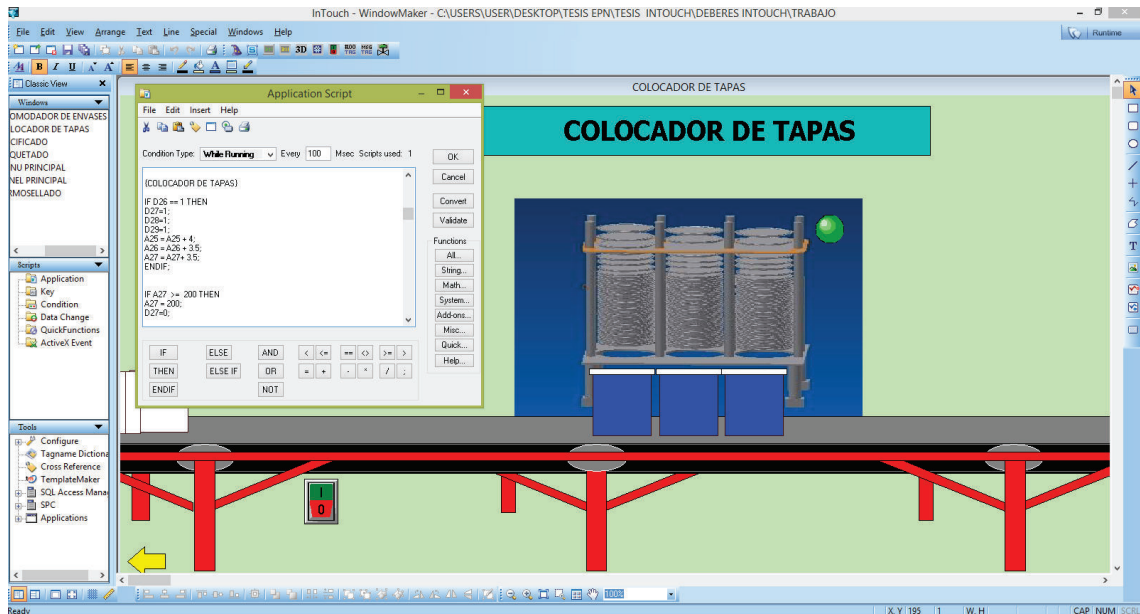 InTouch - WindowMaker - C:\USERS\USER\DESKTOP\TESIS EPN\TESIS INTOUCH\DEBERES INTOUCH\TRABAJO
File Edit View Arrange Text Line Special Windows Help
Runtime
3D
B I U A A
Classic View
Windows
OMODADOR DE ENVASES
LOCADOR DE TAPAS
CIFICADO
QUETADO
NU PRINCIPAL
NEL PRINCIPAL
RMOSELLADO
Scripts
Application
Key
Condition
Data Change
QuickFunctions
ActiveX Event
Tools
Configure
Tagname Dictiona
Cross Reference
TemplateMaker
SQL Access Mana
SPC
Applications
Application Script
File Edit Insert Help
Condition Type: While Running Every 100 Msec Scripts used: 1
{COLOCADOR DE TAPAS}
IF D26 == 1 THEN
D27=1;
D28=1;
D29=1;
A25 = A25 + 4;
A26 = A26 + 3.5;
A27 = A27+ 3.5;
ENDIF;
IF A27 >= 200 THEN
A27 = 200;
D27=0;
OK
Cancel
Convert
Validate
Functions
All...
String...
Math...
System...
Add-ons...
Misc...
Quick...
Help...
IF ELSE AND < <= == <> >= >
THEN ELSE IF OR = + - * / ;
ENDIF NOT
COLOCADOR DE TAPAS
COLOCADOR DE TAPAS
I
0
100%
Ready
X, Y 195 1 W, H CAP NUM SCRL